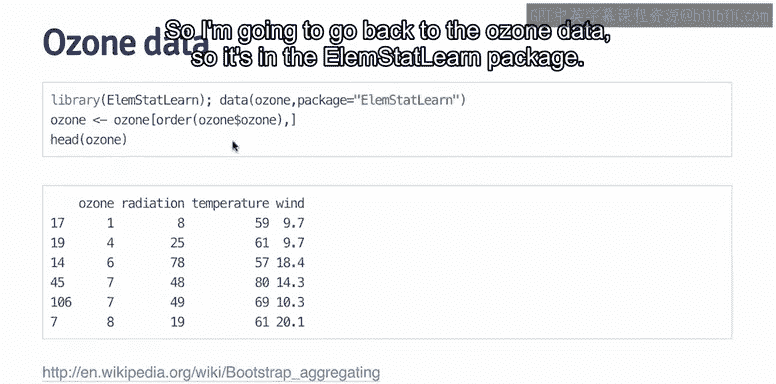 Ozone data
So I'm going to go back to the ozone data,
so it's in the ElemStatLearn package.
library(ElemStatLearn); data(ozone,package="ElemStatLearn")
ozone <- ozone[order(ozone$ozone),]
head(ozone)
ozone radiation temperature wind
17 1 8 59 9.7
19 4 25 61 9.7
14 6 78 57 18.4
45 7 48 80 14.3
106 7 49 69 10.3
7 8 19 61 20.1
http://en.wikipedia.org/wiki/Bootstrap_aggregating